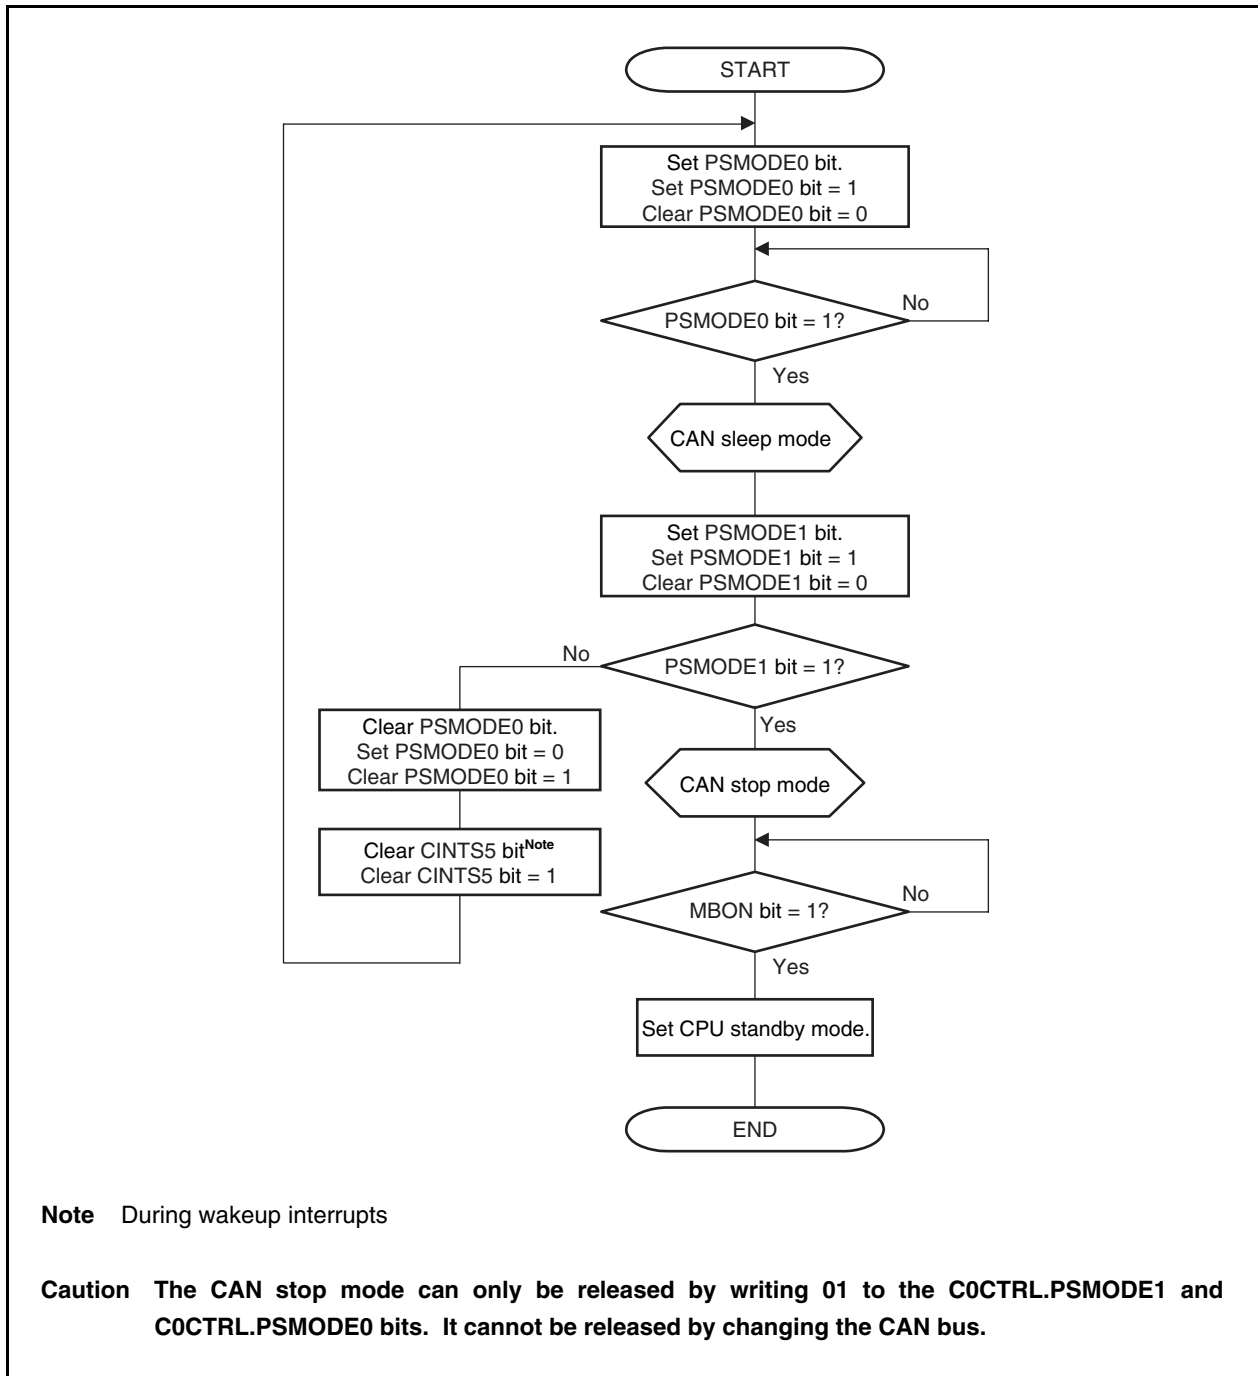 START
Set PSMODE0 bit.
Set PSMODE0 bit = 1
Clear PSMODE0 bit = 0
No
PSMODE0 bit = 1?
Yes
CAN sleep mode
Set PSMODE1 bit.
Set PSMODE1 bit = 1
Clear PSMODE1 bit = 0
No
PSMODE1 bit = 1?
Yes
Clear PSMODE0 bit.
Set PSMODE0 bit = 0
Clear PSMODE0 bit = 1
CAN stop mode
Clear CINTS5 bitNote
Clear CINTS5 bit = 1
No
MBON bit = 1?
Yes
Set CPU standby mode.
END
Note During wakeup interrupts
Caution The CAN stop mode can only be released by writing 01 to the C0CTRL.PSMODE1 and
C0CTRL.PSMODE0 bits. It cannot be released by changing the CAN bus.